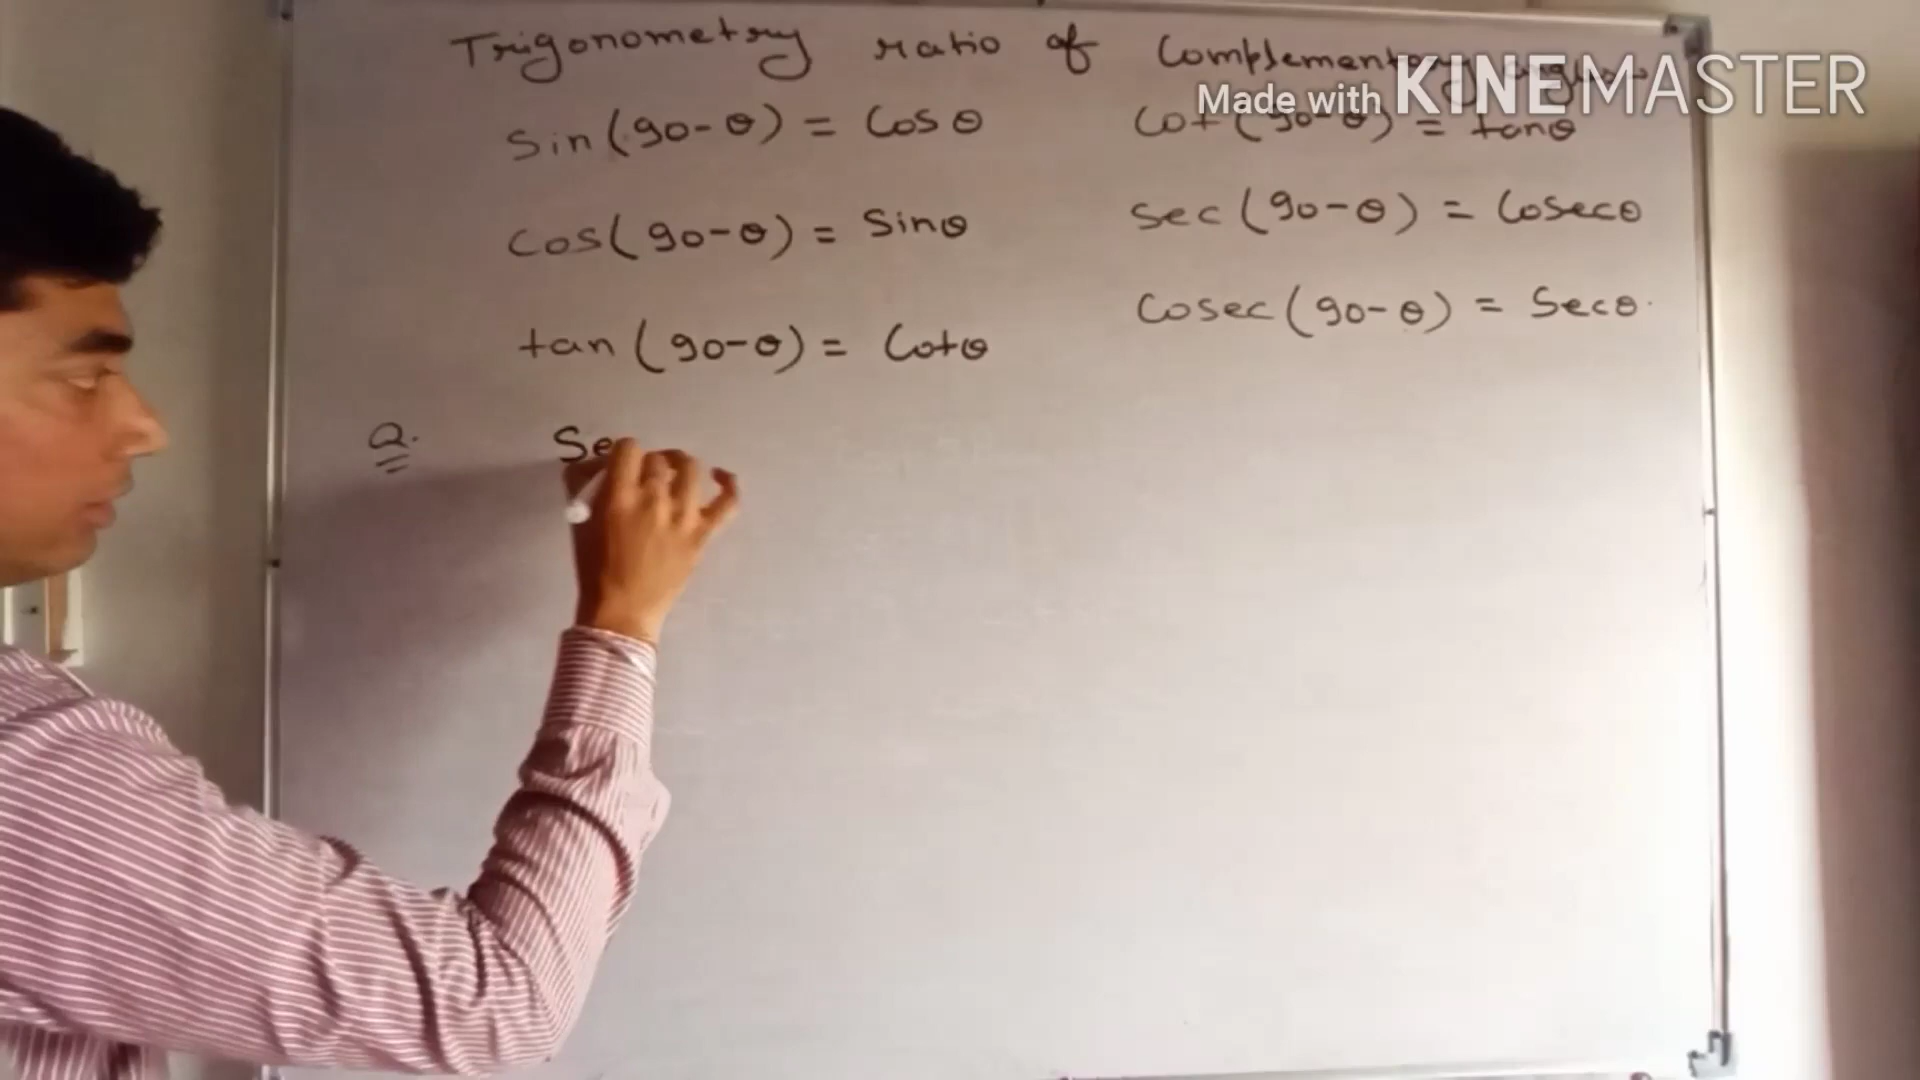 Trigonometry ratio of Complementary
Made with KINEMASTER
sin(90-θ) = Cosθ
cot(90-θ) = tanθ
cos(90-θ) = Sinθ
sec(90-θ) = Cosecθ
tan(90-θ) = Cotθ
Cosec(90-θ) = Secθ.
Q. Se